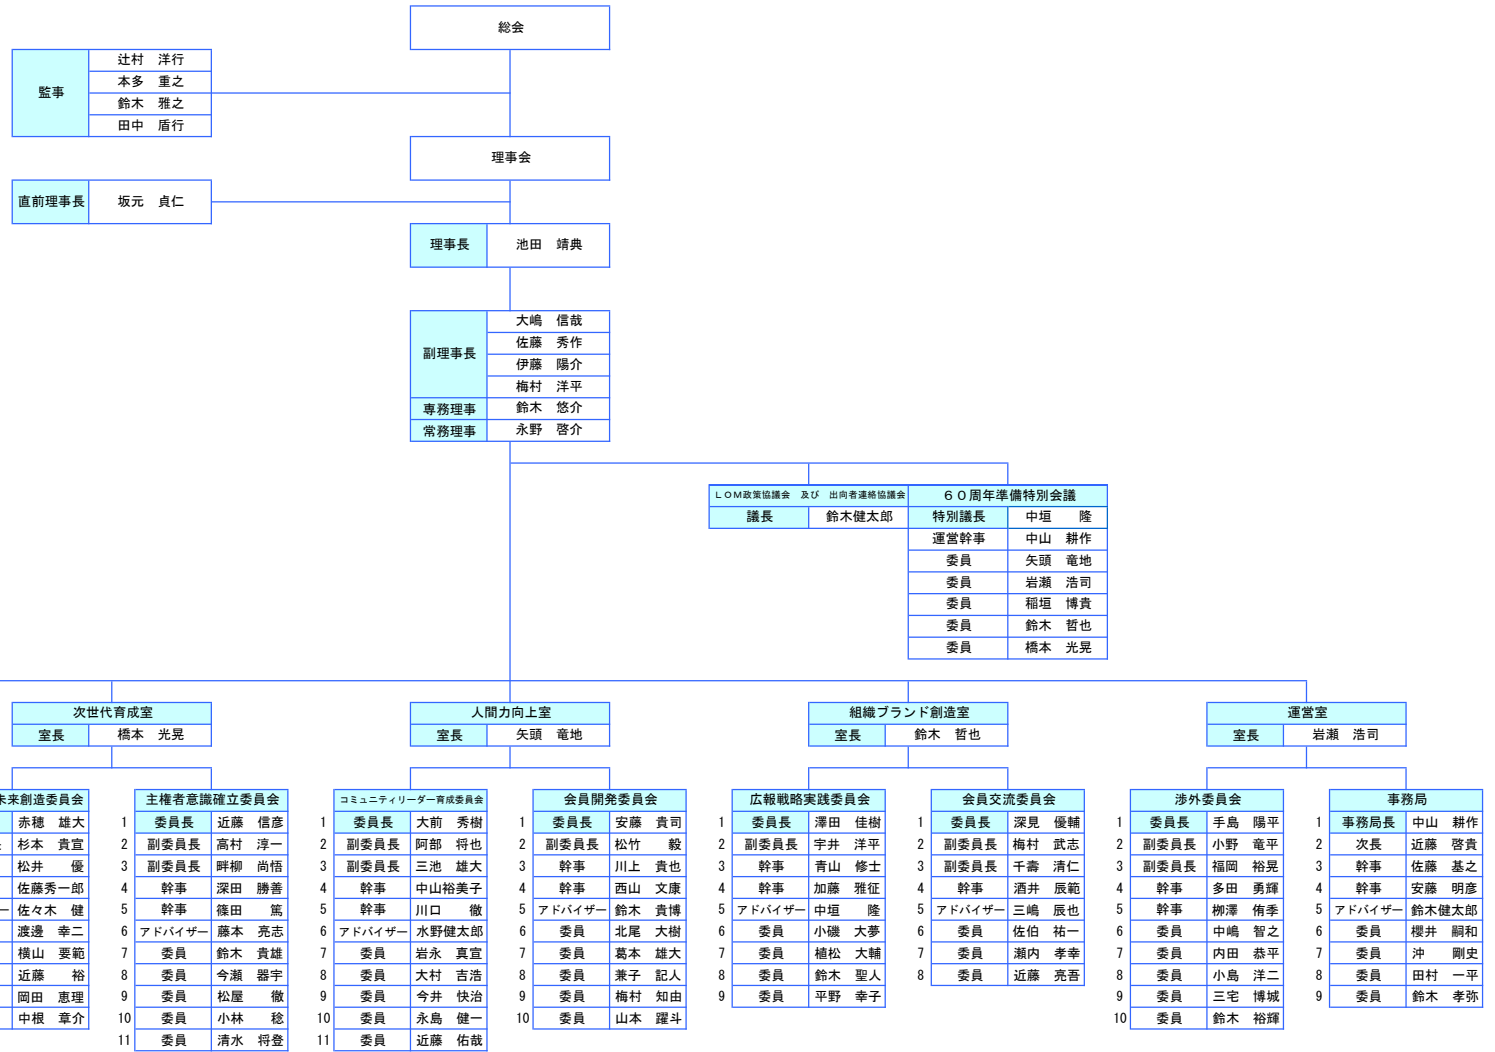 総会
監事
辻村　洋行
本多　重之
鈴木　雅之
田中　盾行
理事会
直前理事長　坂元　貞仁
理事長　池田　靖典
副理事長
大嶋　信哉
佐藤　秀作
伊藤　陽介
梅村　洋平
専務理事　鈴木　悠介
常務理事　永野　啓介
ＬＯＭ政策協議会　及び　出向者連絡協議会
議長　鈴木健太郎
６０周年準備特別会議
特別議長　中垣　隆
運営幹事　中山　耕作
委員　矢頭　竜地
委員　岩瀬　浩司
委員　稲垣　博貴
委員　鈴木　哲也
委員　橋本　光晃
次世代育成室
室長　橋本　光晃
人間力向上室
室長　矢頭　竜地
組織ブランド創造室
室長　鈴木　哲也
運営室
室長　岩瀬　浩司
未来創造委員会
赤穂　雄大
杉本　貴宣
松井　優
佐藤秀一郎
ー　佐々木　健
渡邊　幸二
横山　要範
近藤　裕
岡田　恵理
中根　章介
主権者意識確立委員会
1　委員長　近藤　信彦
2　副委員長　高村　淳一
3　副委員長　畔柳　尚悟
4　幹事　深田　勝善
5　幹事　篠田　篤
6　アドバイザー　藤本　亮志
7　委員　鈴木　貴雄
8　委員　今瀬　器宇
9　委員　松屋　徹
10　委員　小林　稔
11　委員　清水　将登
コミュニティリーダー育成委員会
1　委員長　大前　秀樹
2　副委員長　阿部　将也
3　副委員長　三池　雄大
4　幹事　中山裕美子
5　幹事　川口　徹
6　アドバイザー　水野健太郎
7　委員　岩永　真宣
8　委員　大村　吉浩
9　委員　今井　快治
10　委員　永島　健一
11　委員　近藤　佑哉
会員開発委員会
1　委員長　安藤　貴司
2　副委員長　松竹　毅
3　幹事　川上　貴也
4　幹事　西山　文康
5　アドバイザー　鈴木　貴博
6　委員　北尾　大樹
7　委員　葛本　雄大
8　委員　兼子　記人
9　委員　梅村　知由
10　委員　山本　躍斗
広報戦略実践委員会
1　委員長　澤田　佳樹
2　副委員長　宇井　洋平
3　幹事　青山　修士
4　幹事　加藤　雅征
5　アドバイザー　中垣　隆
6　委員　小磯　大夢
7　委員　植松　大輔
8　委員　鈴木　聖人
9　委員　平野　幸子
会員交流委員会
1　委員長　深見　優輔
2　副委員長　梅村　武志
3　副委員長　千壽　清仁
4　幹事　酒井　辰範
5　アドバイザー　三嶋　辰也
6　委員　佐伯　祐一
7　委員　瀬内　孝幸
8　委員　近藤　亮吾
渉外委員会
1　委員長　手島　陽平
2　副委員長　小野　竜平
3　副委員長　福岡　裕晃
4　幹事　多田　勇輝
5　幹事　栁澤　侑季
6　委員　中嶋　智之
7　委員　内田　恭平
8　委員　小島　洋二
9　委員　三宅　博城
10　委員　鈴木　裕輝
事務局
1　事務局長　中山　耕作
2　次長　近藤　啓貴
3　幹事　佐藤　基之
4　幹事　安藤　明彦
5　アドバイザー　鈴木健太郎
6　委員　櫻井　嗣和
7　委員　沖　剛史
8　委員　田村　一平
9　委員　鈴木　孝弥